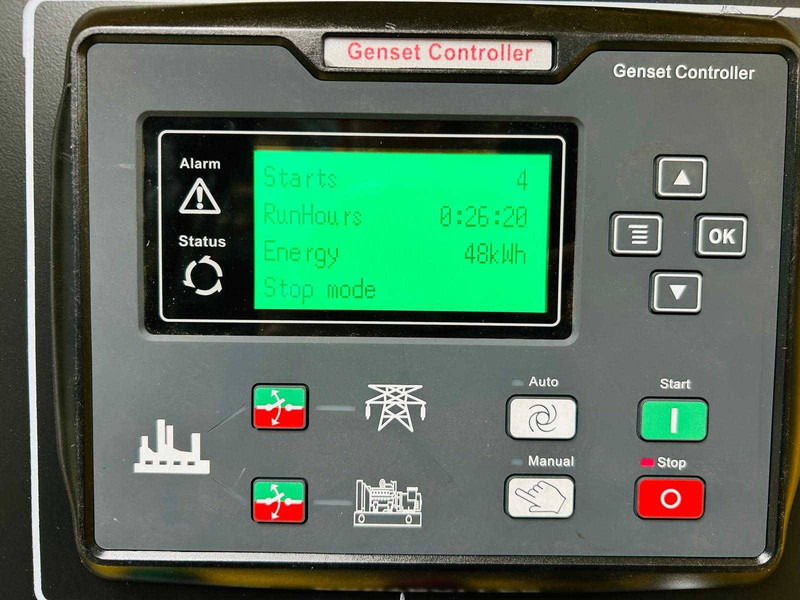 Genset Controller
Genset Controller
Alarm
Status
Starts 4
RunHours 0:26:20
Energy 48kWh
Stop mode
OK
Auto
Start
Manual
Stop